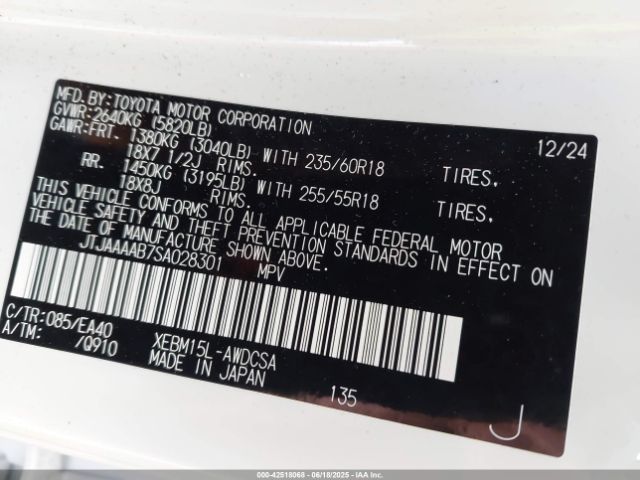 MFD. BY:TOYOTA MOTOR CORPORATION 12/24
GVWR:2640KG (5820LB)
GAWR:FRT. 1380KG (3040LB) WITH 235/60R18 TIRES,
18X7 1/2J RIMS.
RR. 1450KG (3195LB) WITH 255/55R18 TIRES,
18X8J RIMS.
THIS VEHICLE CONFORMS TO ALL APPLICABLE FEDERAL MOTOR
VEHICLE SAFETY AND THEFT PREVENTION STANDARDS IN EFFECT ON
THE DATE OF MANUFACTURE SHOWN ABOVE.
JTJAAAAB7SA028301 MPV
C/TR:085/EA40 XEBM15L-AWDCSA
A/TM: /Q910 MADE IN JAPAN
135
J
000-42518068 - 06/18/2025 - IAAI.COM